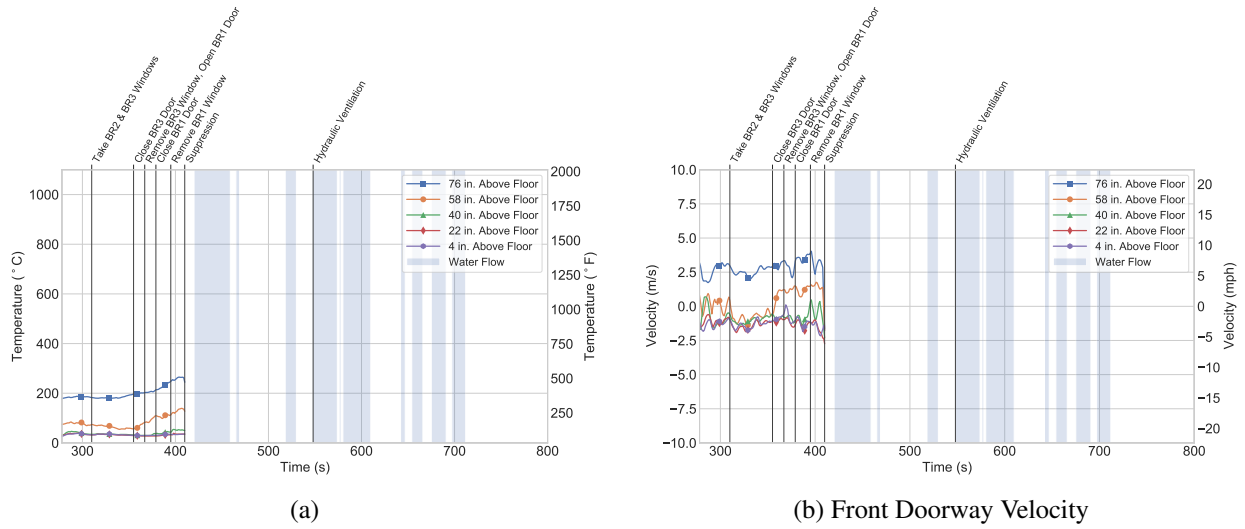 Take BR2 & BR3 Windows
Close BR3 Door
Remove BR3 Window, Open BR1 Door
Close BR1 Door
Remove BR1 Window
Suppression
Hydraulic Ventilation
76 in. Above Floor
58 in. Above Floor
40 in. Above Floor
22 in. Above Floor
4 in. Above Floor
Water Flow
1000
800
600
400
200
0
Temperature (°C)
2000
1750
1500
1250
1000
750
500
250
Temperature (°F)
300 400 500 600 700 800
Time (s)
(a)
Take BR2 & BR3 Windows
Close BR3 Door
Remove BR3 Window, Open BR1 Door
Close BR1 Door
Remove BR1 Window
Suppression
Hydraulic Ventilation
76 in. Above Floor
58 in. Above Floor
40 in. Above Floor
22 in. Above Floor
4 in. Above Floor
Water Flow
10.0
7.5
5.0
2.5
0.0
−2.5
−5.0
−7.5
−10.0
Velocity (m/s)
20
15
10
5
0
−5
−10
−15
−20
Velocity (mph)
300 400 500 600 700 800
Time (s)
(b) Front Doorway Velocity